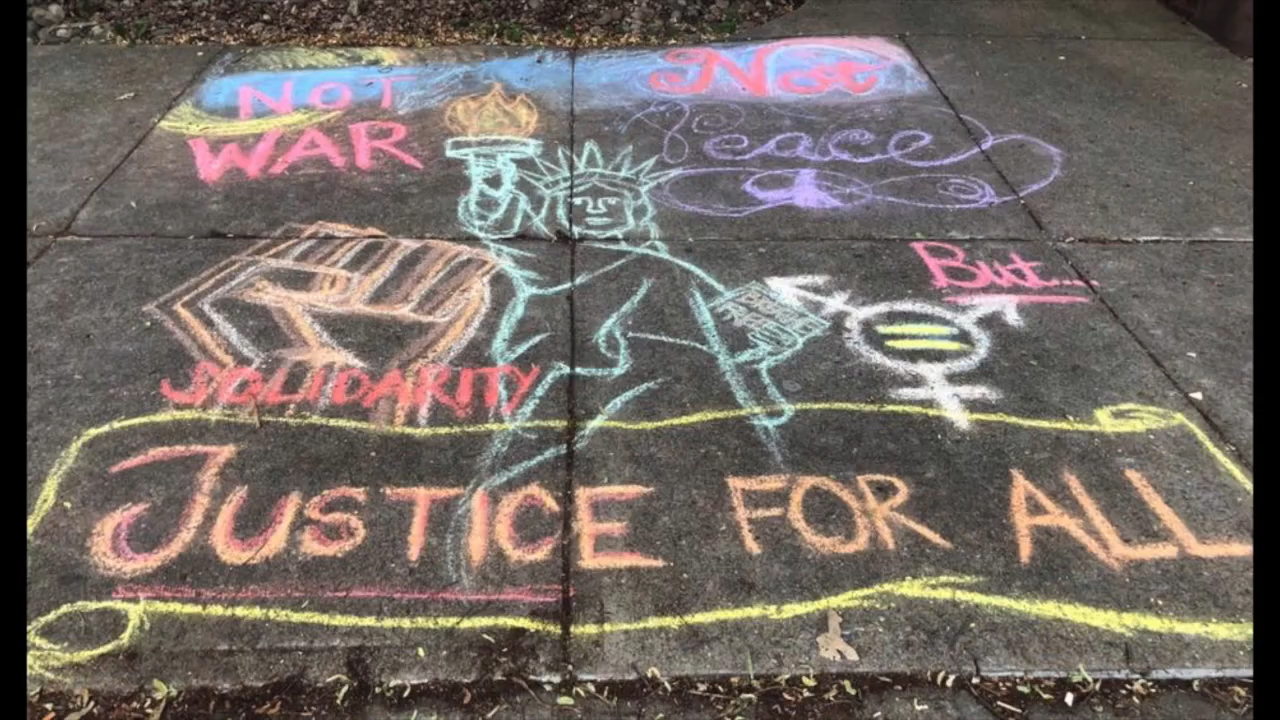 NOT
WAR
Not
Peace
But...
SOLIDARITY
JUSTICE FOR ALL